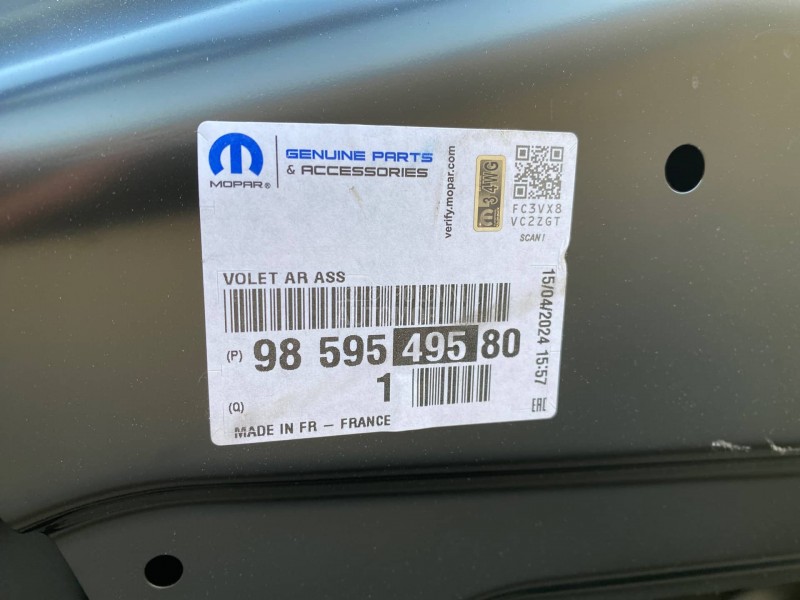 MOPAR®
GENUINE PARTS
& ACCESSORIES
verify.mopar.com
34WG
FC3VX8
VC2ZGT
SCAN!
VOLET AR ASS
(P) 98 595 495 80
15/04/2024 15:57
(Q) 1
EAC
MADE IN FR – FRANCE